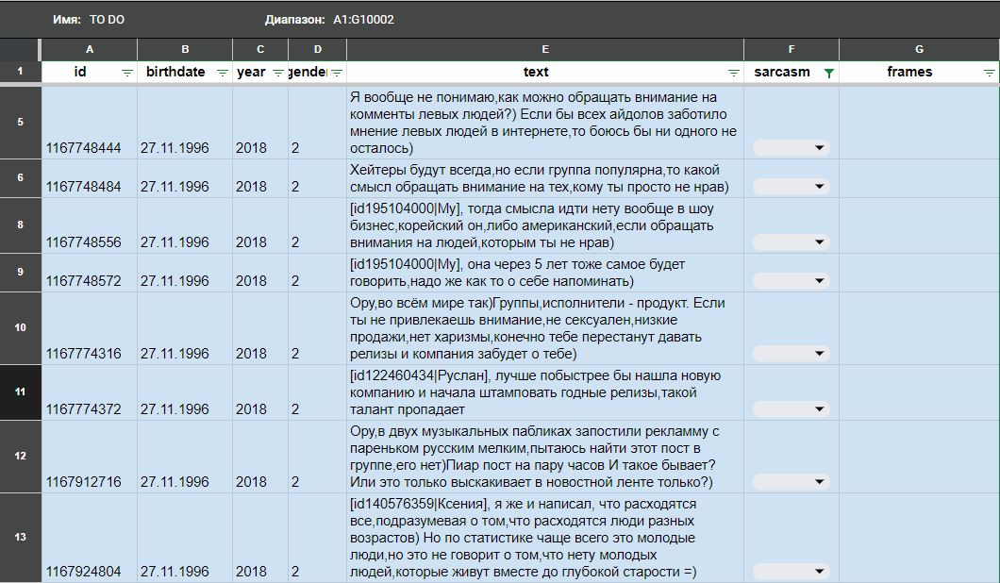 Имя: TO DO Диапазон: A1:G10002
A B C D E F G
1 id birthdate year gender text sarcasm frames
Я вообще не понимаю,как можно обращать внимание на
комменты левых людей?) Если бы всех айдолов заботило
мнение левых людей в интернете,то боюсь бы ни одного не
осталось)
5 1167748444 27.11.1996 2018 2
Хейтеры будут всегда,но если группа популярна,то какой
смысл обращать внимание на тех,кому ты просто не нрав)
6 1167748484 27.11.1996 2018 2
[id195104000|My], тогда смысла идти нету вообще в шоу
бизнес,корейский он,либо американский,если обращать
внимания на людей,которым ты не нрав)
8 1167748556 27.11.1996 2018 2
[id195104000|My], она через 5 лет тоже самое будет
говорить,надо же как то о себе напоминать)
9 1167748572 27.11.1996 2018 2
Ору,во всём мире так)Группы,исполнители - продукт. Если
ты не привлекаешь внимание,не сексуален,низкие
продажи,нет харизмы,конечно тебе перестанут давать
релизы и компания забудет о тебе)
10 1167774316 27.11.1996 2018 2
[id122460434|Руслан], лучше побыстрее бы нашла новую
компанию и начала штамповать годные релизы,такой
талант пропадает
11 1167774372 27.11.1996 2018 2
Ору,в двух музыкальных пабликах запостили рекламму с
пареньком русским мелким,пытаюсь найти этот пост в
группе,его нет)Пиар пост на пару часов И такое бывает?
Или это только выскакивает в новостной ленте только?)
12 1167912716 27.11.1996 2018 2
[id140576359|Ксения], я же и написал, что расходятся
все,подразумевая о том,что расходятся люди разных
возрастов) Но по статистике чаще всего это молодые
люди,но это не говорит о том,что нету молодых
людей,которые живут вместе до глубокой старости =)
13 1167924804 27.11.1996 2018 2